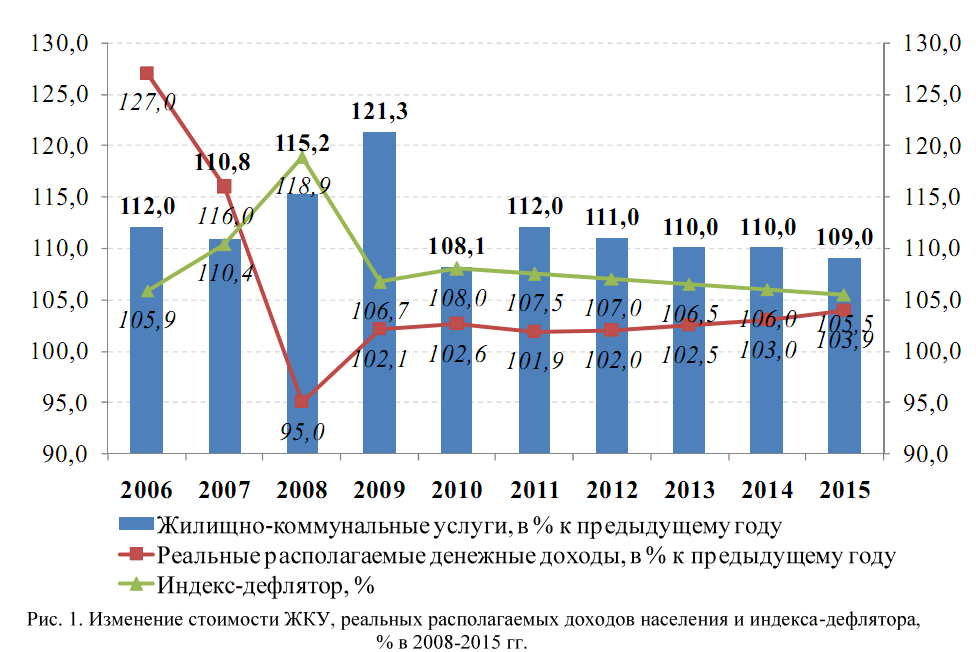 130,0 130,0
127,0
125,0 125,0
121,3
120,0 120,0
115,2
118,9
110,8
116,0
115,0 115,0
112,0 112,0 111,0 110,0 110,0 109,0
110,4
110,0 110,0
108,1
105,9 106,7 108,0 107,5 107,0 106,5 106,0 105,5
105,0 105,0
102,1 102,6 101,9 102,0 102,5 103,0 103,9
100,0 100,0
95,0 95,0
95,0
90,0 90,0
2006 2007 2008 2009 2010 2011 2012 2013 2014 2015
Жилищно-коммунальные услуги, в % к предыдущему году
Реальные располагаемые денежные доходы, в % к предыдущему году
Индекс-дефлятор, %
Рис. 1. Изменение стоимости ЖКУ, реальных располагаемых доходов населения и индекса-дефлятора,
% в 2008-2015 гг.